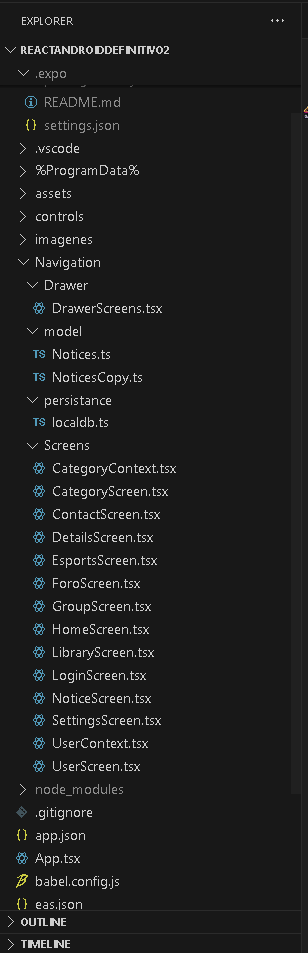 EXPLORER
REACTANDROIDDEFINITIVO2
.expo
README.md
settings.json
.vscode
%ProgramData%
assets
controls
imagenes
Navigation
Drawer
DrawerScreens.tsx
model
TS Notices.ts
TS NoticesCopy.ts
persistance
TS localdb.ts
Screens
CategoryContext.tsx
CategoryScreen.tsx
ContactScreen.tsx
DetailsScreen.tsx
EsportsScreen.tsx
ForoScreen.tsx
GroupScreen.tsx
HomeScreen.tsx
LibraryScreen.tsx
LoginScreen.tsx
NoticeScreen.tsx
SettingsScreen.tsx
UserContext.tsx
UserScreen.tsx
node_modules
.gitignore
{} app.json
App.tsx
babel.config.js
{} eas.json
OUTLINE
TIMELINE